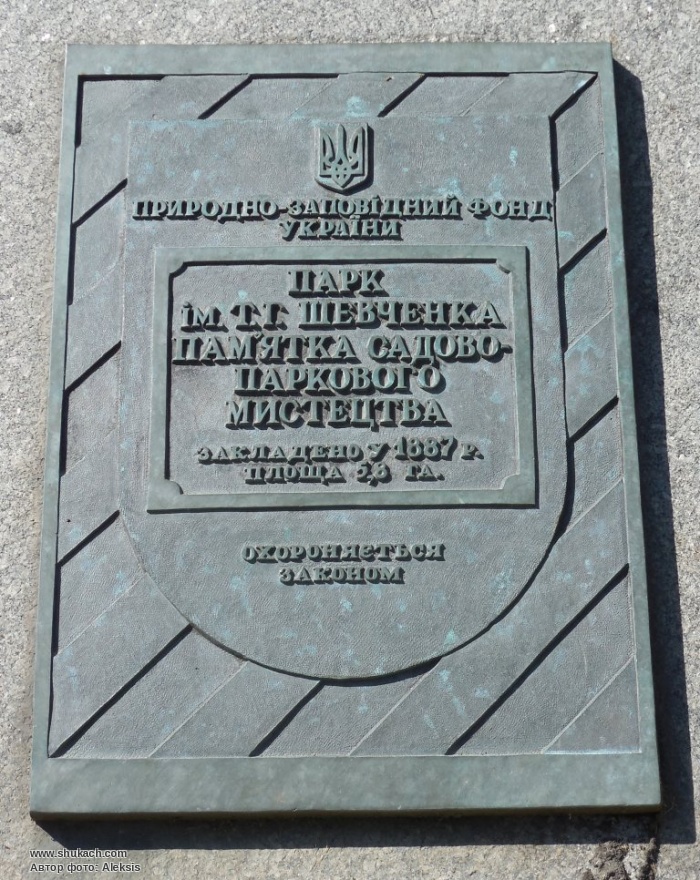 ПРИРОДНО-ЗАПОВІДНИЙ ФОНД
УКРАЇНИ
ПАРК
ІМ. Т.Г. ШЕВЧЕНКА
ПАМ'ЯТКА САДОВО-
ПАРКОВОГО
МИСТЕЦТВА
ЗАКЛАДЕНО У 1887 р.
ПЛОЩА 5,8 ГА.
ОХОРОНЯЄТЬСЯ
ЗАКОНОМ
www.shukach.com
Автор фото: Aleksis